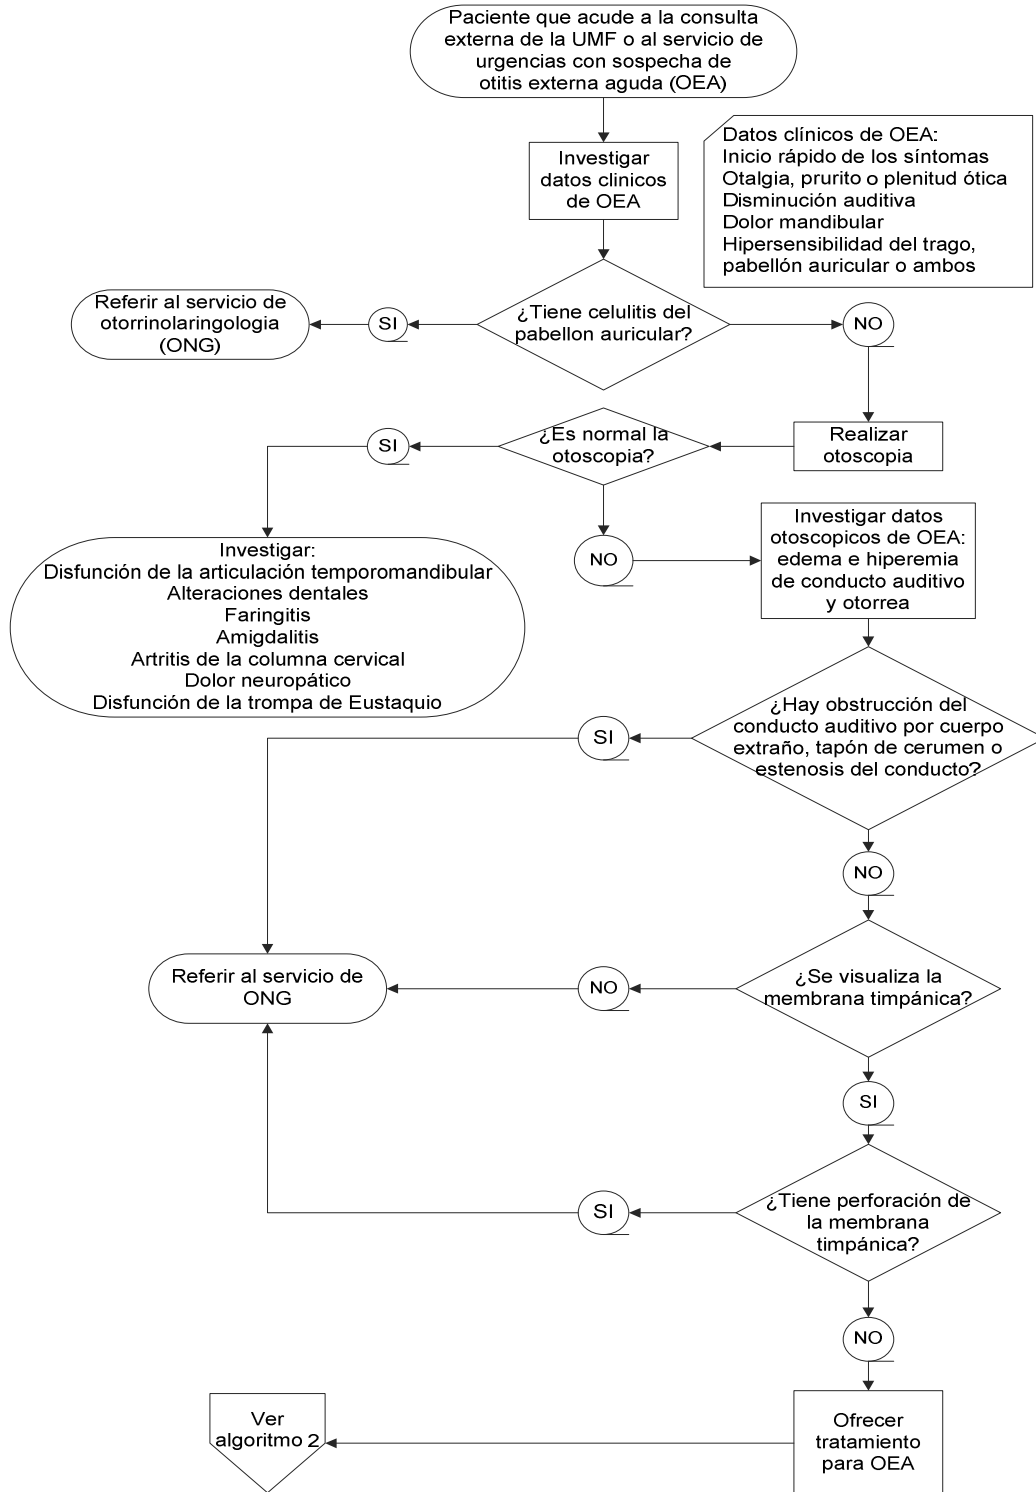 Paciente que acude a la consulta
externa de la UMF o al servicio de
urgencias con sospecha de
otitis externa aguda (OEA)
Investigar
datos clinicos
de OEA
Datos clínicos de OEA:
Inicio rápido de los síntomas
Otalgia, prurito o plenitud ótica
Disminución auditiva
Dolor mandibular
Hipersensibilidad del trago,
pabellón auricular o ambos
¿Tiene celulitis del
pabellon auricular?
SI
Referir al servicio de
otorrinolaringologia
(ONG)
NO
Realizar
otoscopia
¿Es normal la
otoscopia?
SI
Investigar:
Disfunción de la articulación temporomandibular
Alteraciones dentales
Faringitis
Amigdalitis
Artritis de la columna cervical
Dolor neuropático
Disfunción de la trompa de Eustaquio
NO
Investigar datos
otoscopicos de OEA:
edema e hiperemia
de conducto auditivo
y otorrea
¿Hay obstrucción del
conducto auditivo por cuerpo
extraño, tapón de cerumen o
estenosis del conducto?
SI
NO
Referir al servicio de
ONG
NO
¿Se visualiza la
membrana timpánica?
SI
¿Tiene perforación de
la membrana
timpánica?
SI
NO
Ofrecer
tratamiento
para OEA
Ver
algoritmo 2